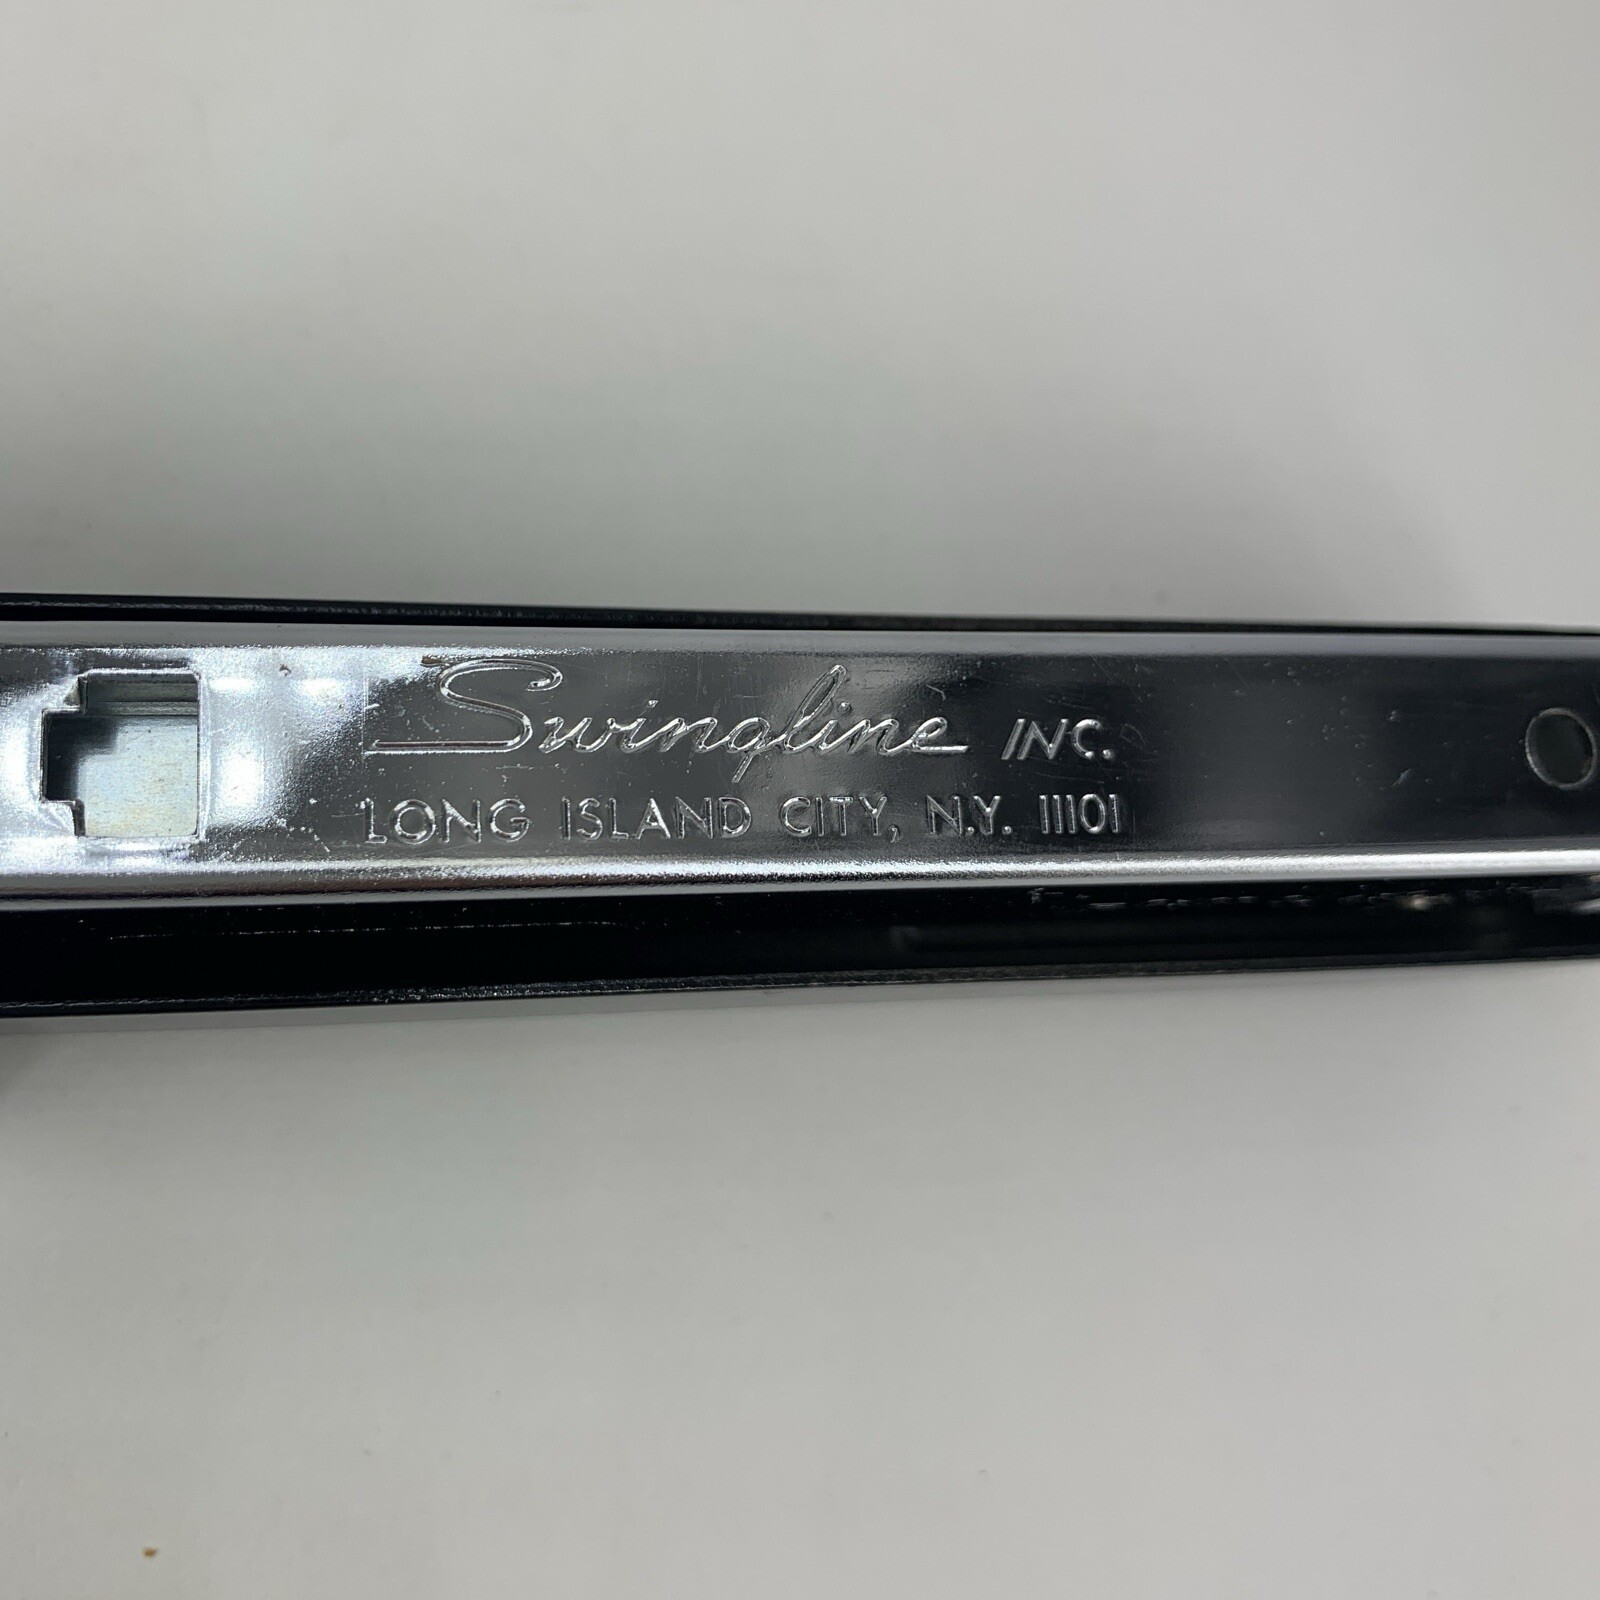 Swingline INC.
LONG ISLAND CITY, N.Y. 11101